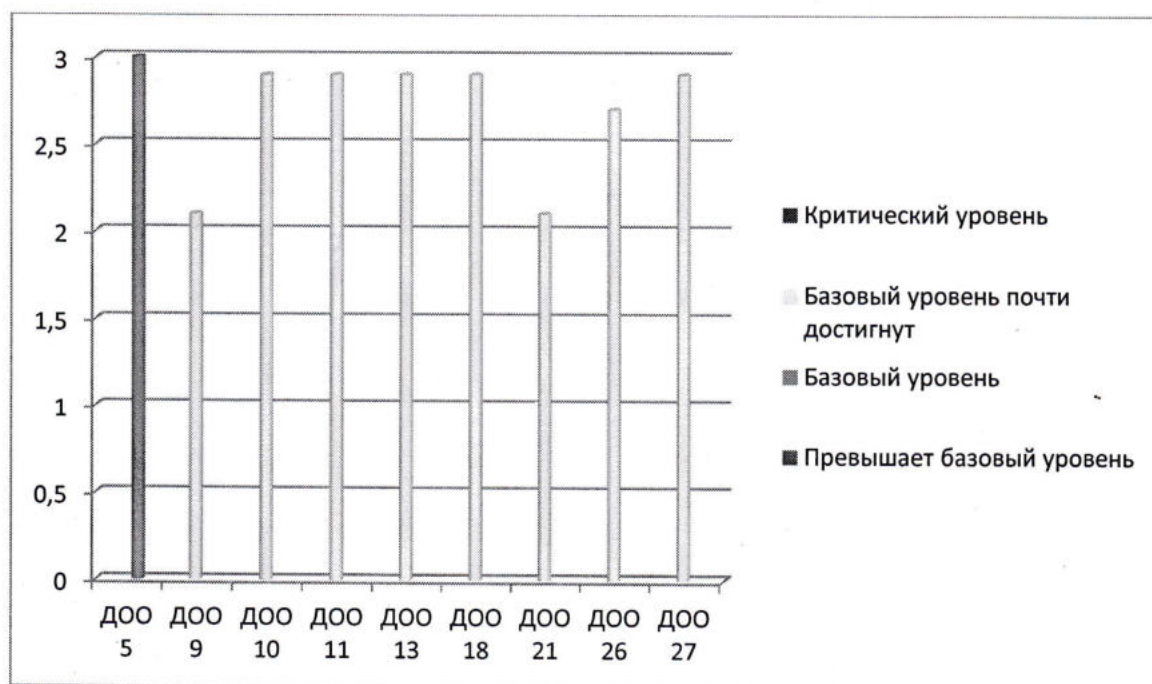 3
2,5
2
1,5
1
0,5
0
ДОО 5
ДОО 9
ДОО 10
ДОО 11
ДОО 13
ДОО 18
ДОО 21
ДОО 26
ДОО 27
Критический уровень
Базовый уровень почти
достигнут
Базовый уровень
Превышает базовый уровень